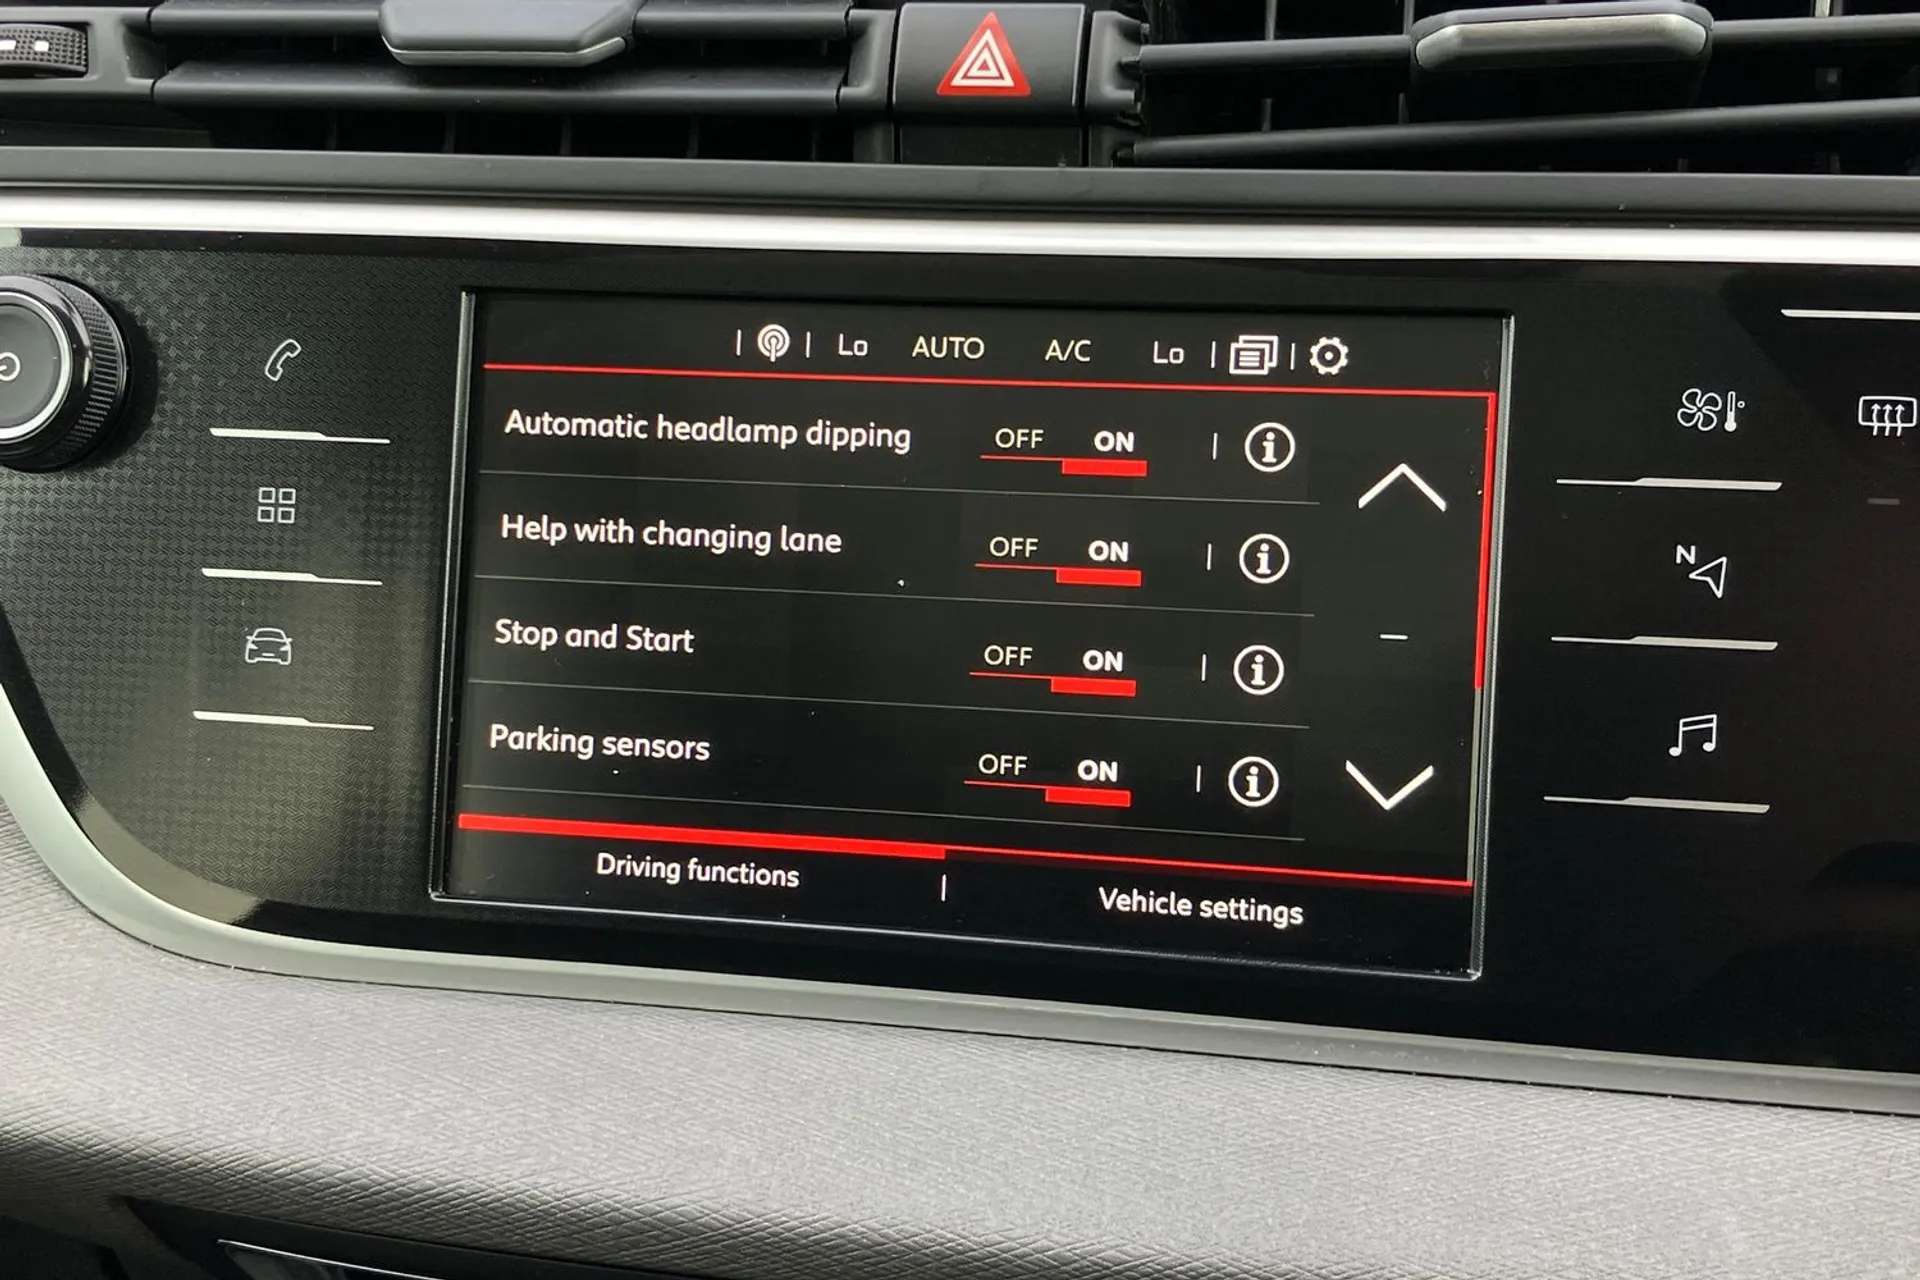 Lo AUTO A/C Lo
Automatic headlamp dipping OFF ON
Help with changing lane OFF ON
Stop and Start OFF ON
Parking sensors OFF ON
Driving functions
Vehicle settings
N